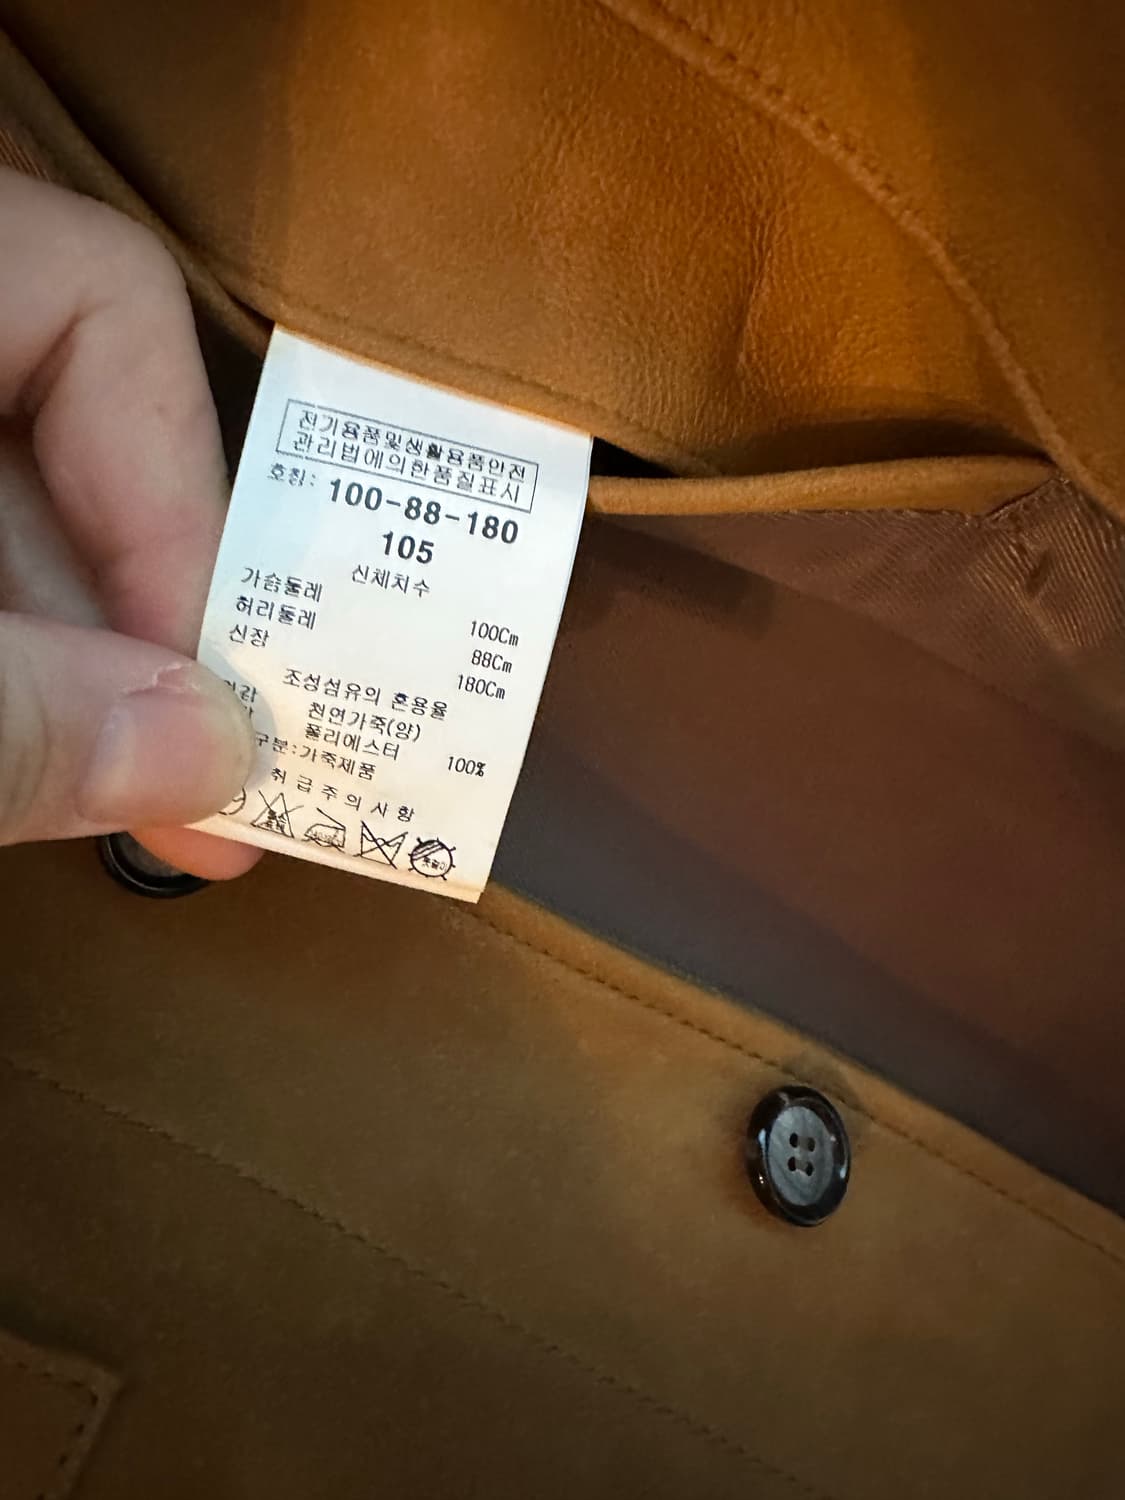 전기용품및생활용품안전
관리법에의한품질표시
호칭: 100-88-180
105
신체치수
가슴둘레 100Cm
허리둘레 88Cm
신장 180Cm
조성섬유의 혼용율
천연가죽(양)
폴리에스터 100%
구분:가죽제품
취급주의사항